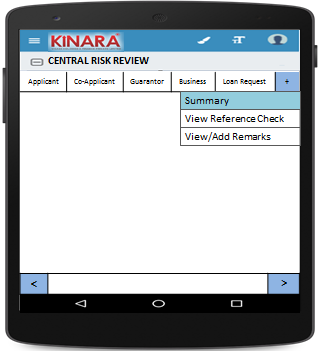 KINARA
CENTRAL RISK REVIEW
Applicant Co-Applicant Guarantor Business Loan Request +
Summary
View Reference Check
View/Add Remarks
< >